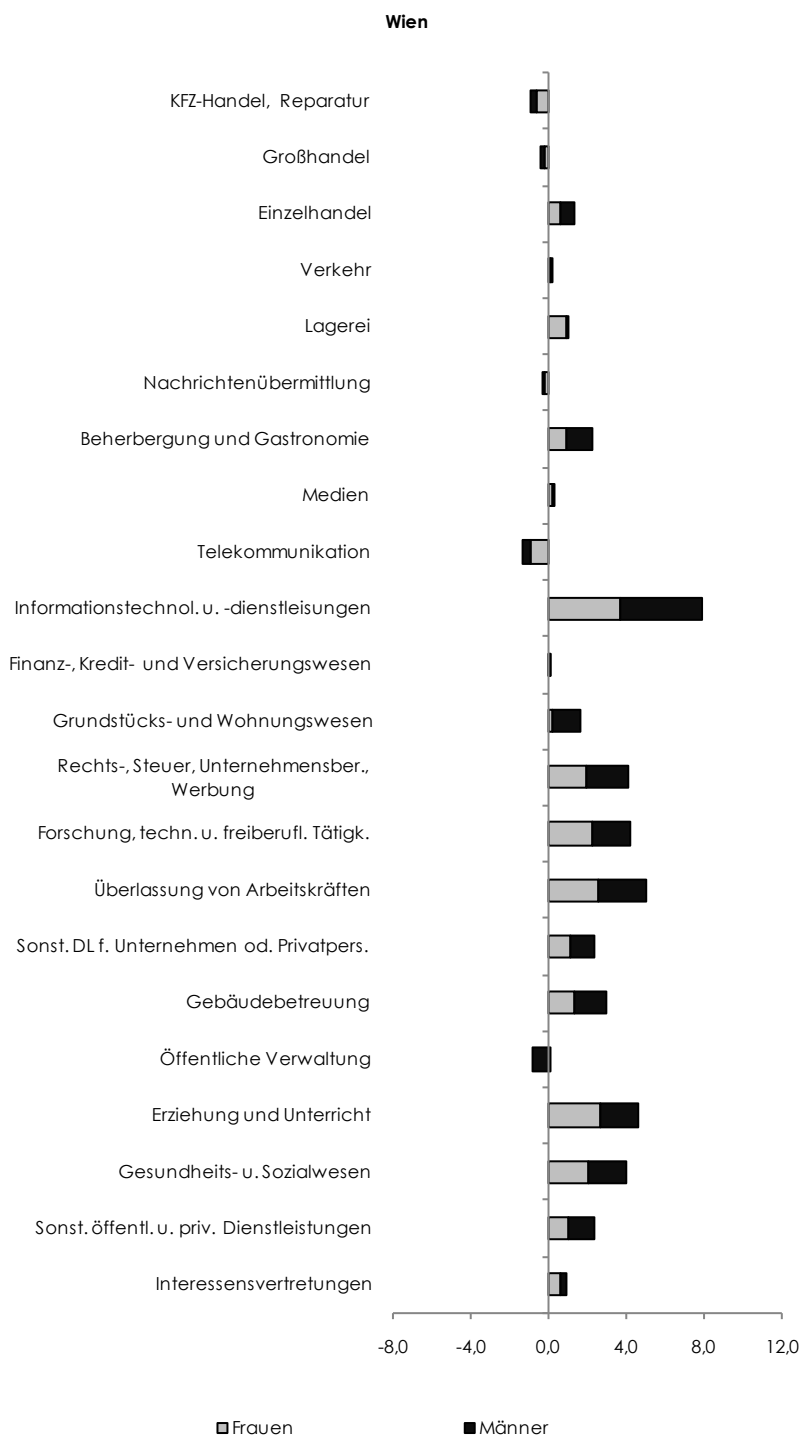 Wien
KFZ-Handel, Reparatur
Großhandel
Einzelhandel
Verkehr
Lagerei
Nachrichtenübermittlung
Beherbergung und Gastronomie
Medien
Telekommunikation
Informationstechnol. u. -dienstleisungen
Finanz-, Kredit- und Versicherungswesen
Grundstücks- und Wohnungswesen
Rechts-, Steuer, Unternehmensber.,
Werbung
Forschung, techn. u. freiberufl. Tätigk.
Überlassung von Arbeitskräften
Sonst. DL f. Unternehmen od. Privatpers.
Gebäudebetreuung
Öffentliche Verwaltung
Erziehung und Unterricht
Gesundheits- u. Sozialwesen
Sonst. öffentl. u. priv. Dienstleistungen
Interessensvertretungen
-8,0 -4,0 0,0 4,0 8,0 12,0
Frauen Männer